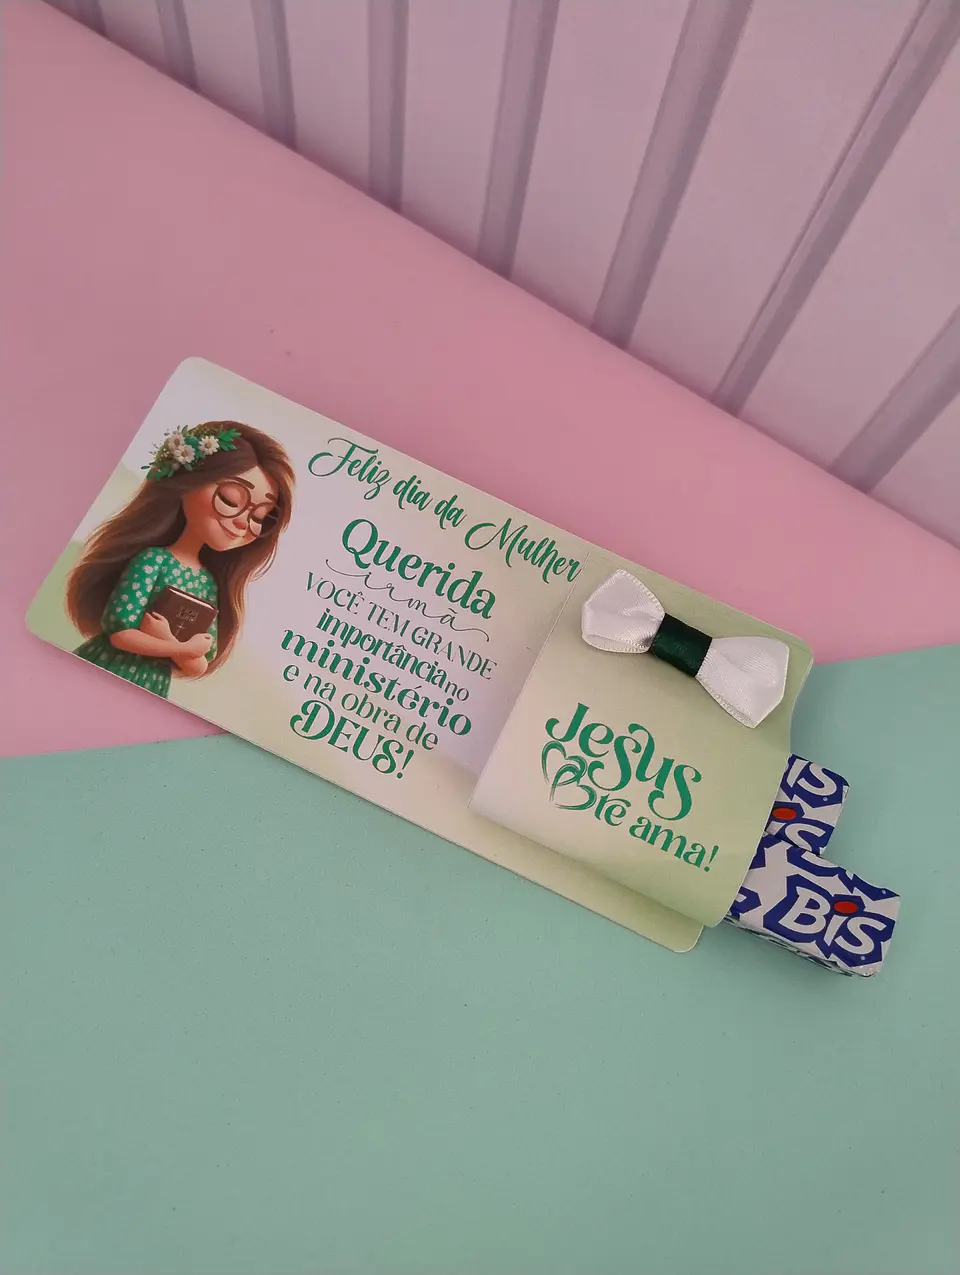 Feliz dia da Mulher
Querida
irmã
VOCÊ TEM GRANDE
importância no
ministério
e na obra de
DEUS!
Jesus
te ama!
BIS
BIS
BIS